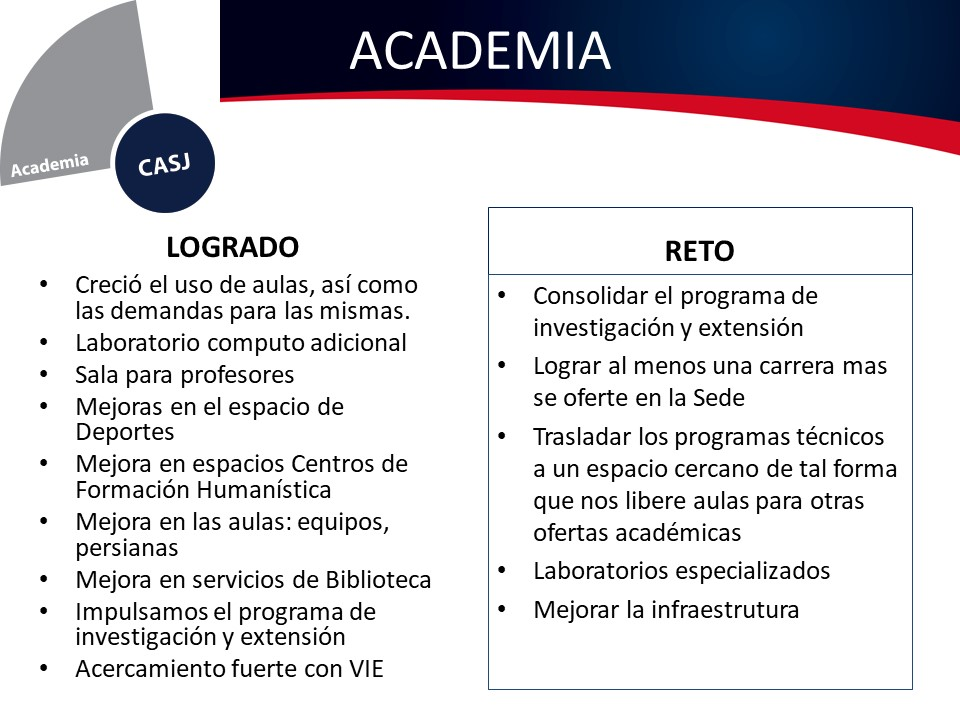 ACADEMIA
Academia
CASJ
LOGRADO
• Creció el uso de aulas, así como
las demandas para las mismas.
• Laboratorio computo adicional
• Sala para profesores
• Mejoras en el espacio de
Deportes
• Mejora en espacios Centros de
Formación Humanística
• Mejora en las aulas: equipos,
persianas
• Mejora en servicios de Biblioteca
• Impulsamos el programa de
investigación y extensión
• Acercamiento fuerte con VIE
RETO
• Consolidar el programa de
investigación y extensión
• Lograr al menos una carrera mas
se oferte en la Sede
• Trasladar los programas técnicos
a un espacio cercano de tal forma
que nos libere aulas para otras
ofertas académicas
• Laboratorios especializados
• Mejorar la infraestrutura